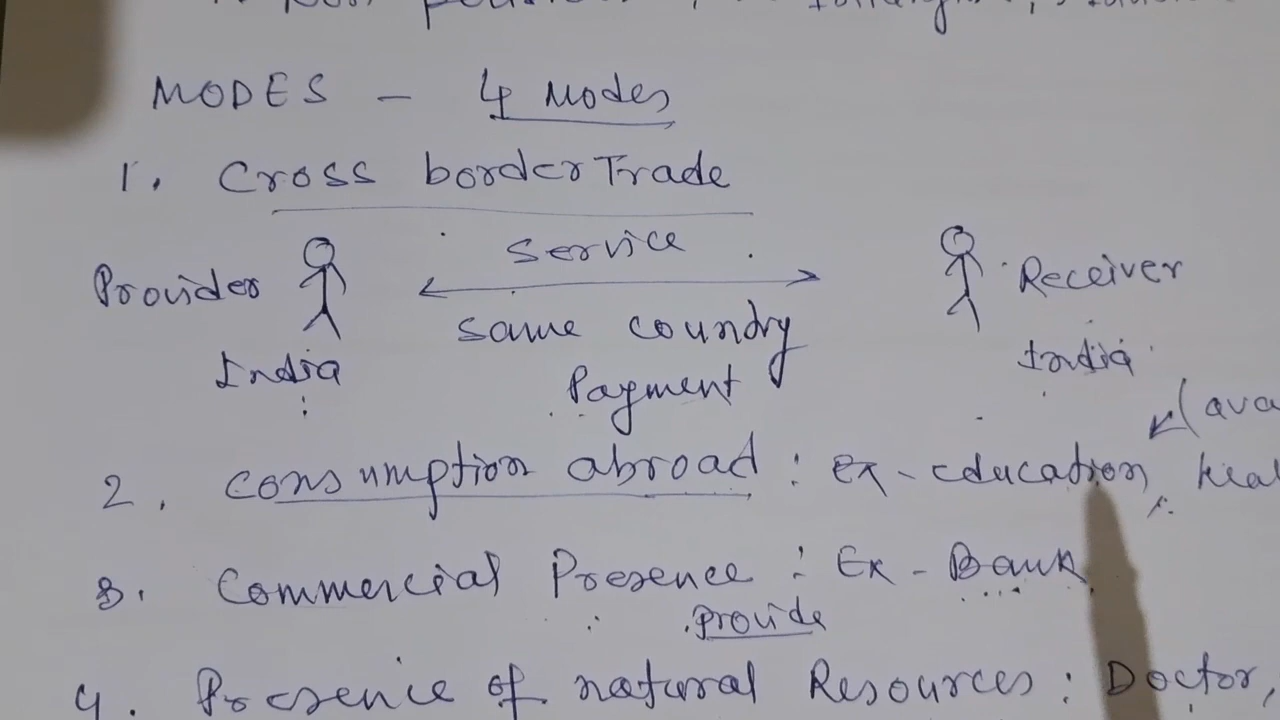 MODES - 4 Modes
1. Cross border Trade
Service
Provider Receiver
same country
India India
Payment
2. Consumption abroad : Ex - Education,
3. Commercial Presence : Ex - Bank
provide
4. Presence of natural Resources : Doctor,